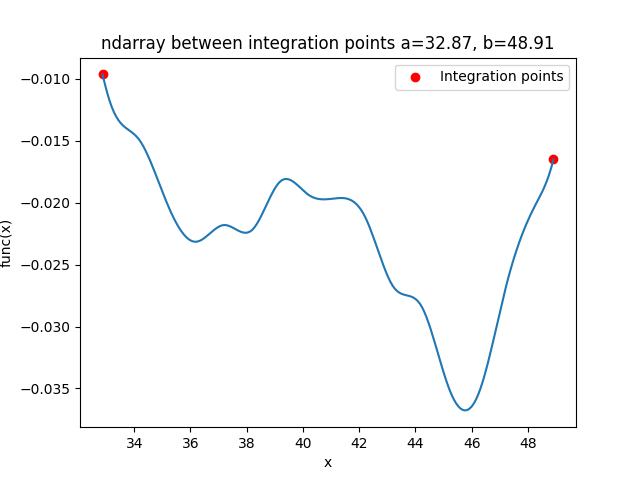 ndarray between integration points a=32.87, b=48.91
Integration points
−0.010
−0.015
−0.020
−0.025
−0.030
−0.035
func(x)
34 36 38 40 42 44 46 48
x